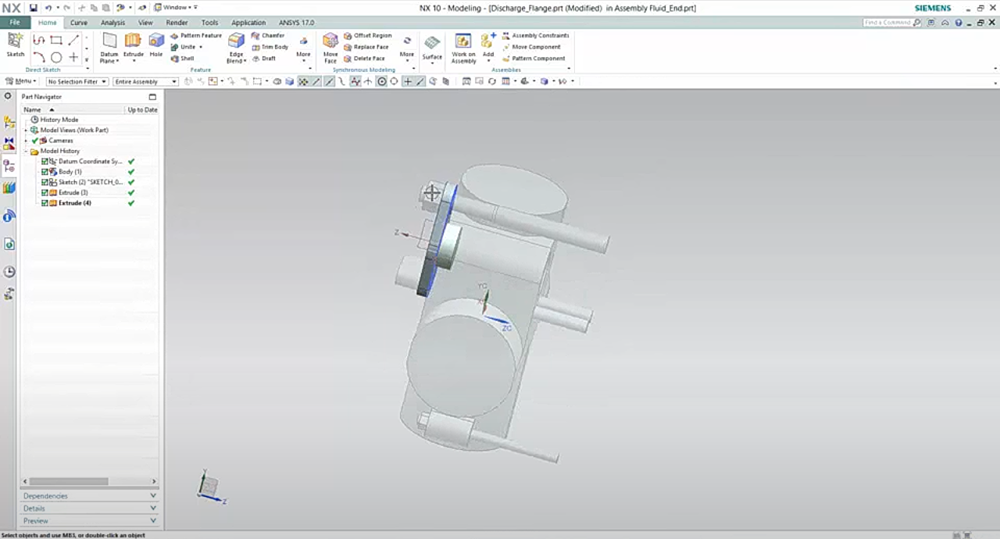 NX Window NX 10 - Modeling - [Discharge_Flange.prt (Modified) in Assembly Fluid_End.prt] SIEMENS
File Home Curve Analysis View Render Tools Application ANSYS 17.0 Find a Command
Sketch Datum Plane Extrude Hole Pattern Feature Unite Shell Edge Blend Chamfer Trim Body Draft More Move Face Offset Region Replace Face Delete Face More Surface Work on Assembly Add Assembly Constraints Move Component Pattern Component
Direct Sketch Feature Synchronous Modeling Assemblies
Menu No Selection Filter Entire Assembly
Part Navigator
Name Up to Date
History Mode
Model Views (Work Part)
Cameras
Model History
Datum Coordinate Sy...
Body (1)
Sketch (2) "SKETCH_0...
Extrude (3)
Extrude (4)
Z
YC
ZC
Y
Z
Dependencies
Details
Preview
Select objects and use MB3, or double-click an object